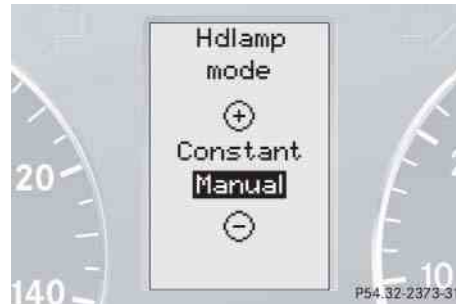 Hdlamp
mode
+
Constant
Manual
-
20
140
10
P54.32-2373-31